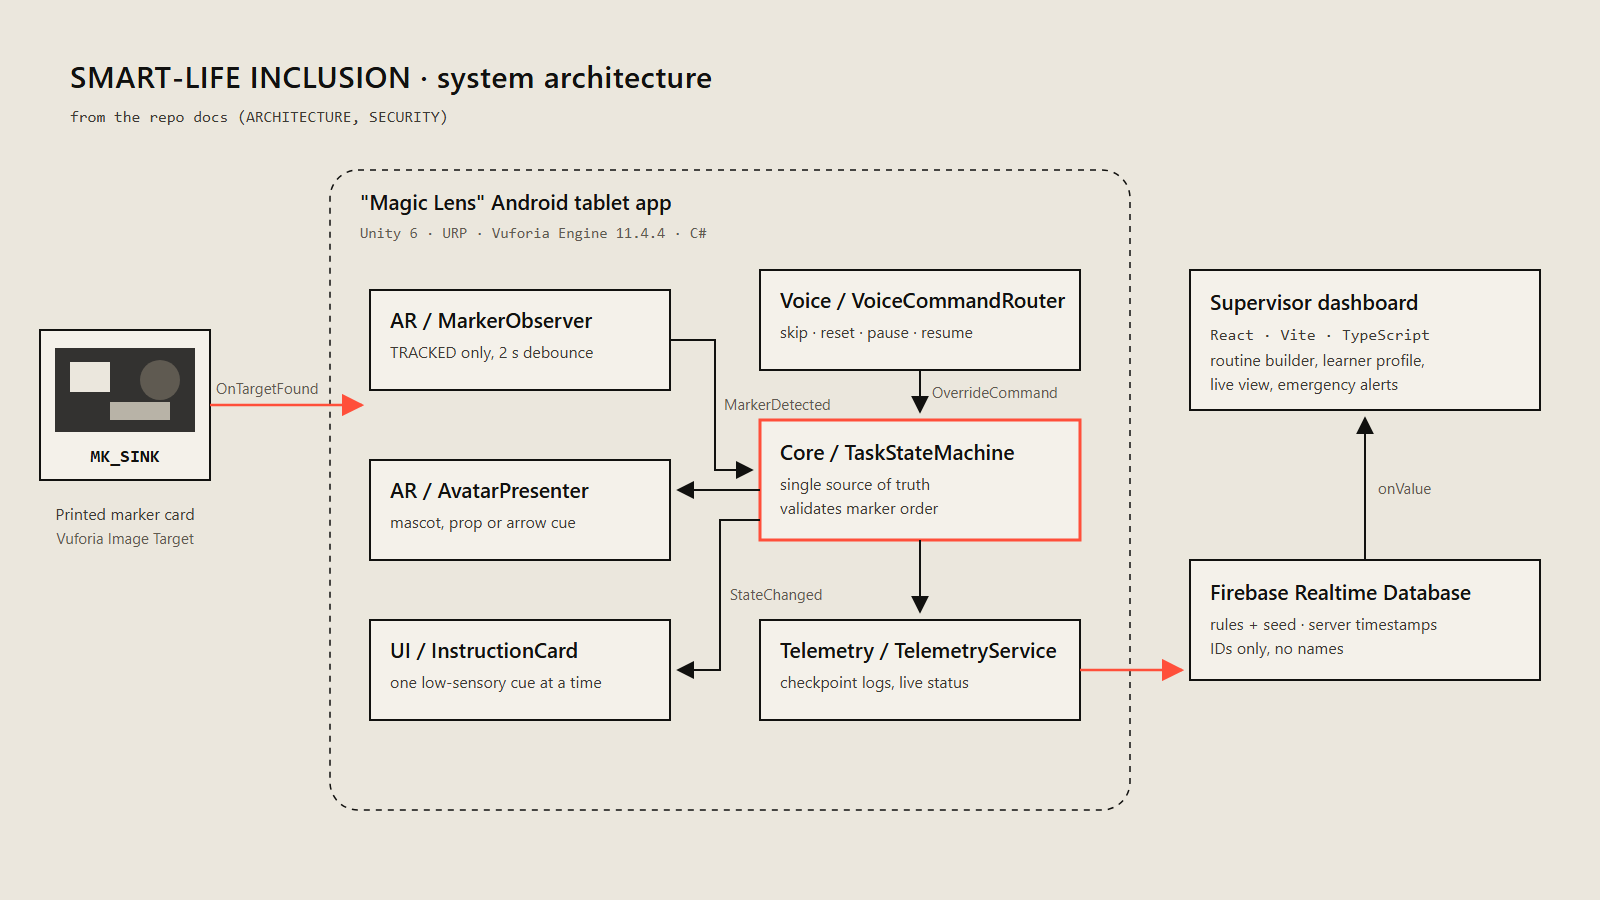 SMART-LIFE INCLUSION · system architecture
from the repo docs (ARCHITECTURE, SECURITY)
"Magic Lens" Android tablet app
Unity 6 · URP · Vuforia Engine 11.4.4 · C#
MK_SINK
Printed marker card
Vuforia Image Target
OnTargetFound
AR / MarkerObserver
TRACKED only, 2 s debounce
MarkerDetected
Voice / VoiceCommandRouter
skip · reset · pause · resume
OverrideCommand
Core / TaskStateMachine
single source of truth
validates marker order
AR / AvatarPresenter
mascot, prop or arrow cue
StateChanged
UI / InstructionCard
one low-sensory cue at a time
Telemetry / TelemetryService
checkpoint logs, live status
Supervisor dashboard
React · Vite · TypeScript
routine builder, learner profile,
live view, emergency alerts
onValue
Firebase Realtime Database
rules + seed · server timestamps
IDs only, no names